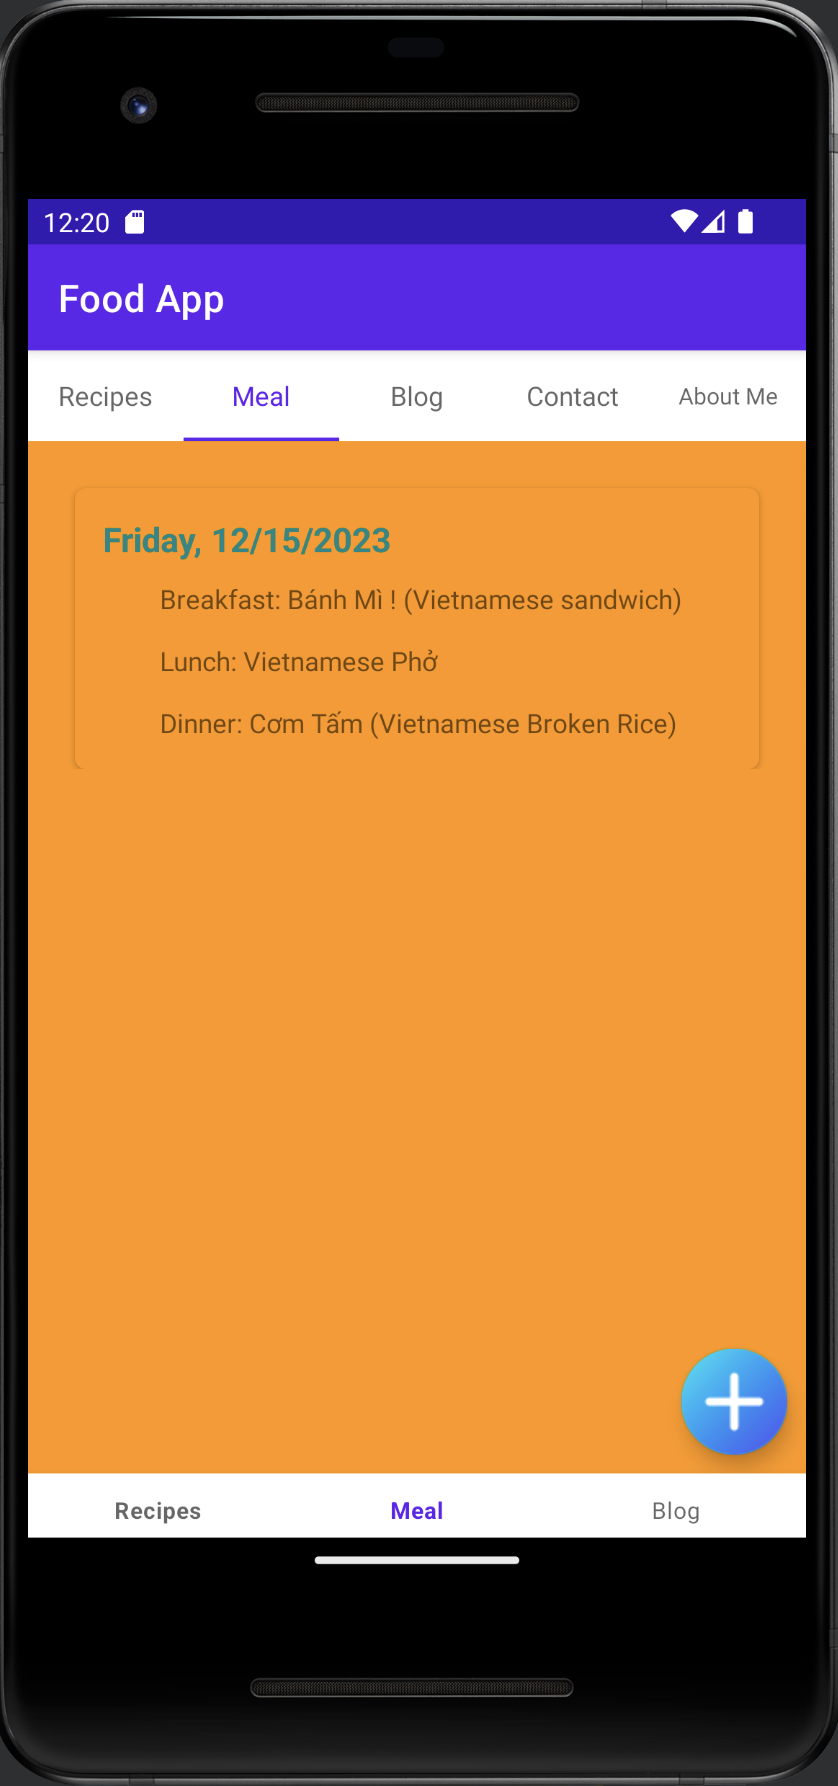 12:20
Food App
Recipes Meal Blog Contact About Me
Friday, 12/15/2023
Breakfast: Bánh Mì ! (Vietnamese sandwich)
Lunch: Vietnamese Phở
Dinner: Cơm Tấm (Vietnamese Broken Rice)
Recipes Meal Blog